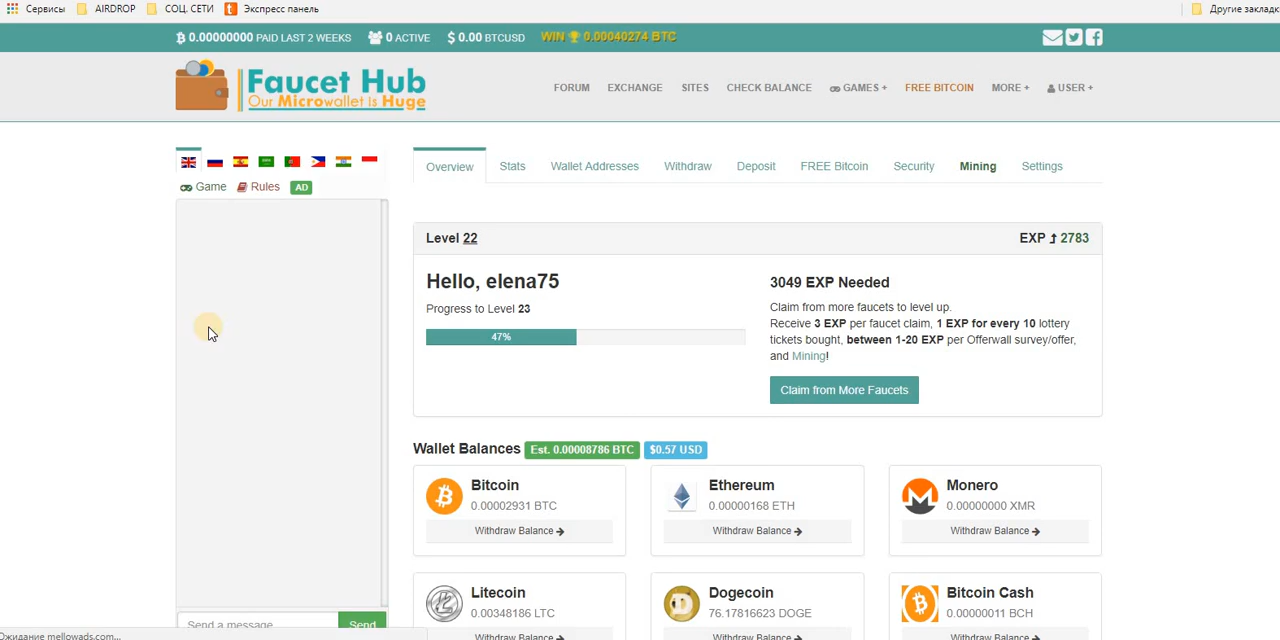 Сервисы AIRDROP СОЦ. СЕТИ Экспресс панель Другие закладк
0.00000000 PAID LAST 2 WEEKS 0 ACTIVE $ 0.00 BTCUSD WIN 0.00040274 BTC
Faucet Hub
Our Microwallet is Huge
FORUM EXCHANGE SITES CHECK BALANCE GAMES + FREE BITCOIN MORE + USER +
Overview Stats Wallet Addresses Withdraw Deposit FREE Bitcoin Security Mining Settings
Game Rules AD
Level 22 EXP 2783
Hello, elena75
Progress to Level 23
47%
3049 EXP Needed
Claim from more faucets to level up.
Receive 3 EXP per faucet claim, 1 EXP for every 10 lottery
tickets bought, between 1-20 EXP per Offerwall survey/offer,
and Mining!
Claim from More Faucets
Wallet Balances Est. 0.00008786 BTC $0.57 USD
Bitcoin
0.00002931 BTC
Withdraw Balance
Ethereum
0.00000168 ETH
Withdraw Balance
Monero
0.00000000 XMR
Withdraw Balance
Litecoin
0.00348186 LTC
Withdraw Balance
Dogecoin
76.17816623 DOGE
Withdraw Balance
Bitcoin Cash
0.00000011 BCH
Withdraw Balance
Send a message
Send
Ожидание mellowads.com...